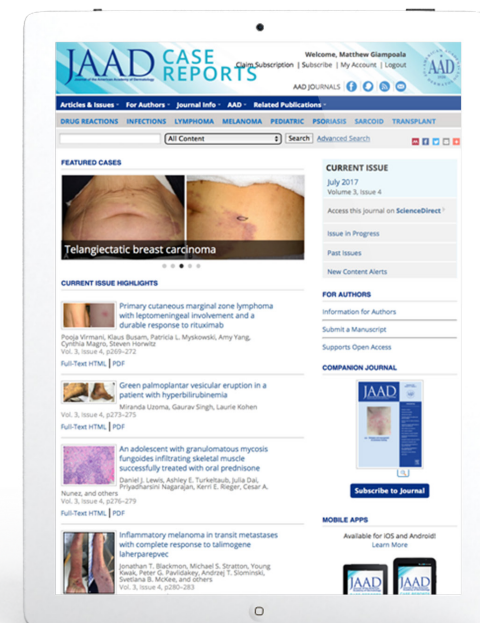 JAAD CASE REPORTS
Journal of the American Academy of Dermatology
Welcome, Matthew Giampoala
Claim Subscription | Subscribe | My Account | Logout
AAD JOURNALS
AAD
Articles & Issues
For Authors
Journal Info
AAD
Related Publications
DRUG REACTIONS
INFECTIONS
LYMPHOMA
MELANOMA
PEDIATRIC
PSORIASIS
SARCOID
TRANSPLANT
All Content
Search
Advanced Search
FEATURED CASES
Telangiectatic breast carcinoma
CURRENT ISSUE HIGHLIGHTS
Primary cutaneous marginal zone lymphoma
with leptomeningeal involvement and a
durable response to rituximab
Pooja Virmani, Klaus Busam, Patricia L. Myskowski, Amy Yang,
Cynthia Magro, Steven Horwitz
Vol. 3, Issue 4, p269–272
Full-Text HTML | PDF
Green palmoplantar vesicular eruption in a
patient with hyperbilirubinemia
Miranda Uzoma, Gaurav Singh, Laurie Kohen
Vol. 3, Issue 4, p273–275
Full-Text HTML | PDF
An adolescent with granulomatous mycosis
fungoides infiltrating skeletal muscle
successfully treated with oral prednisone
Daniel J. Lewis, Ashley E. Turkeltaub, Julia Dai,
Priyadharsini Nagarajan, Kerri E. Rieger, Cesar A.
Nunez, and others
Vol. 3, Issue 4, p276–279
Full-Text HTML | PDF
Inflammatory melanoma in transit metastases
with complete response to talimogene
laherparepvec
Jonathan T. Blackmon, Michael S. Stratton, Young
Kwak, Peter G. Pavlidakey, Andrzej T. Slominski,
Svetlana B. McKee, and others
Vol. 3, Issue 4, p280–283
CURRENT ISSUE
July 2017
Volume 3, Issue 4
Access this journal on ScienceDirect
Issue in Progress
Past Issues
New Content Alerts
FOR AUTHORS
Information for Authors
Submit a Manuscript
Supports Open Access
COMPANION JOURNAL
JAAD
Subscribe to Journal
MOBILE APPS
Available for iOS and Android!
Learn More
JAAD
JAAD